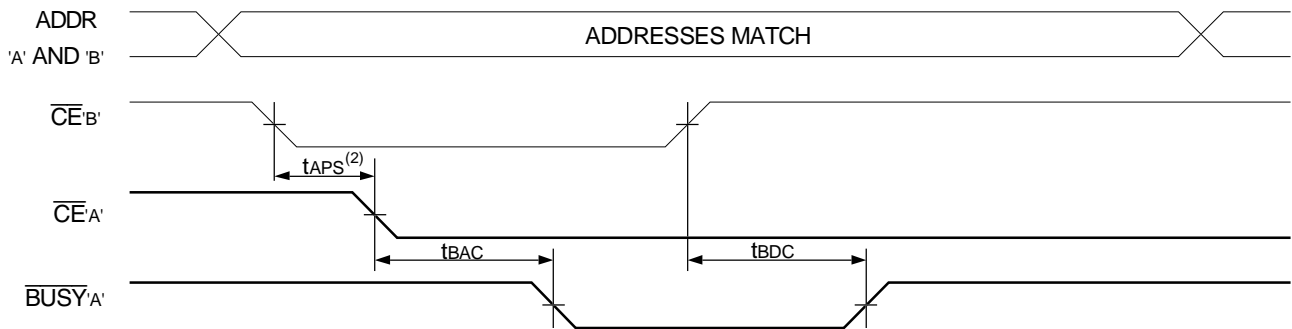 ADDR
'A' AND 'B'
ADDRESSES MATCH
CE'B'
tAPS(2)
CE'A'
tBAC
tBDC
BUSY'A'